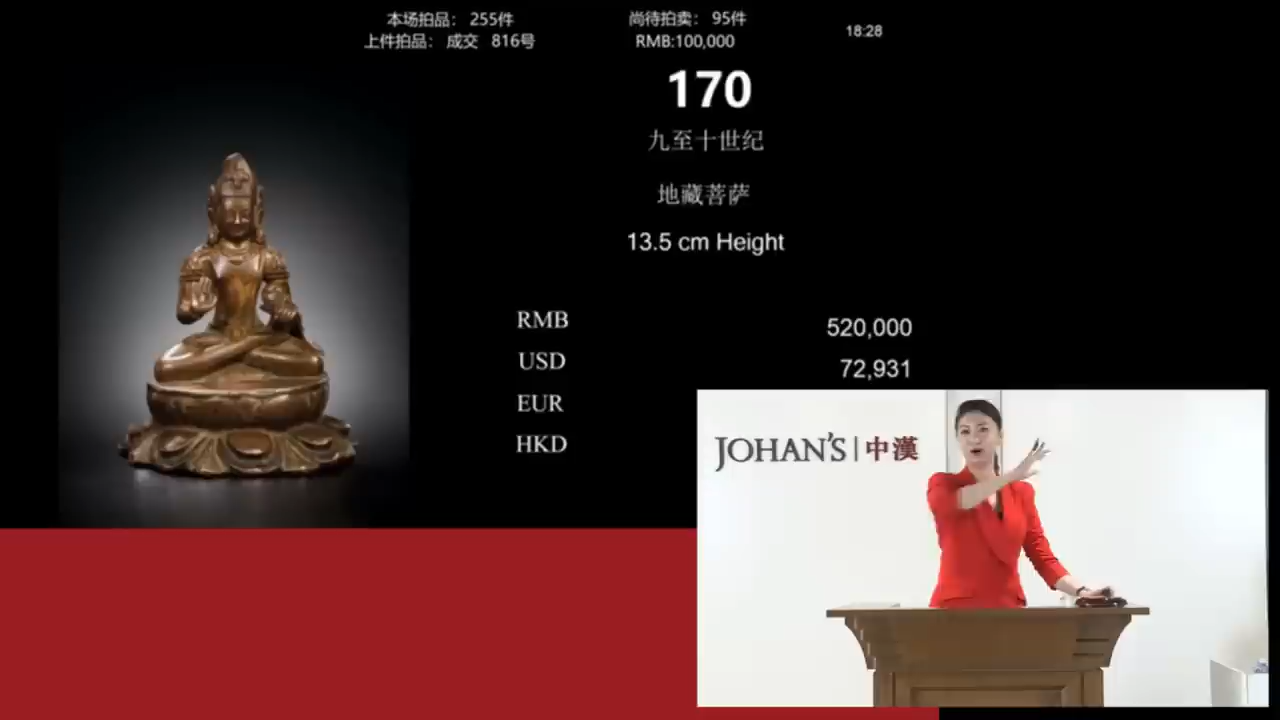 本场拍品: 255件
尚待拍卖: 95件
上件拍品: 成交 816号
RMB:100,000
18:28
170
九至十世纪
地藏菩萨
13.5 cm Height
RMB 520,000
USD 72,931
EUR
HKD
JOHAN'S | 中漢